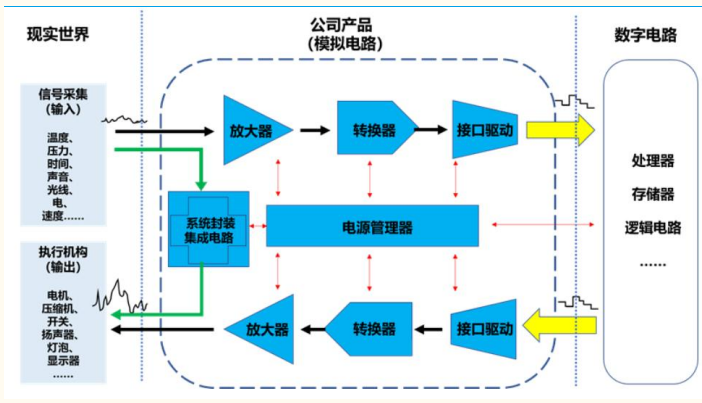 现实世界
公司产品
（模拟电路）
数字电路
信号采集
（输入）
温度、
压力、
时间、
声音、
光线、
电、
速度……
放大器
转换器
接口驱动
系统封装
集成电路
电源管理器
处理器
存储器
逻辑电路
……
执行机构
（输出）
电机、
压缩机、
开关、
扬声器、
灯泡、
显示器
……
放大器
转换器
接口驱动